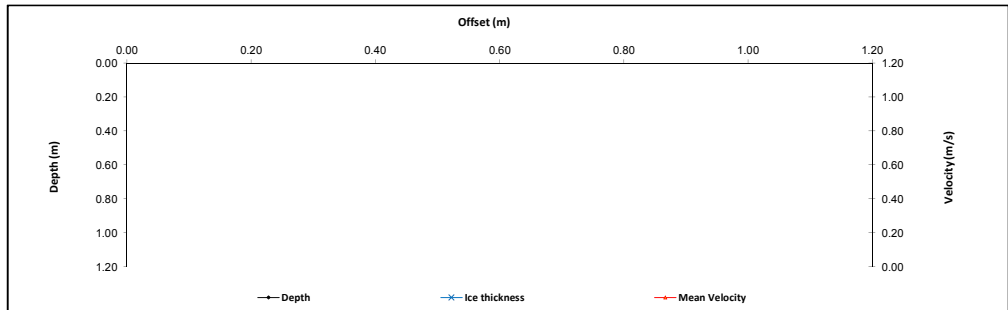 Offset (m)
0.00 0.20 0.40 0.60 0.80 1.00 1.20
0.00 1.20
0.20 1.00
0.40 0.80
0.60 0.60
0.80 0.40
1.00 0.20
1.20 0.00
Depth (m)
Velocity (m/s)
Depth Ice thickness Mean Velocity